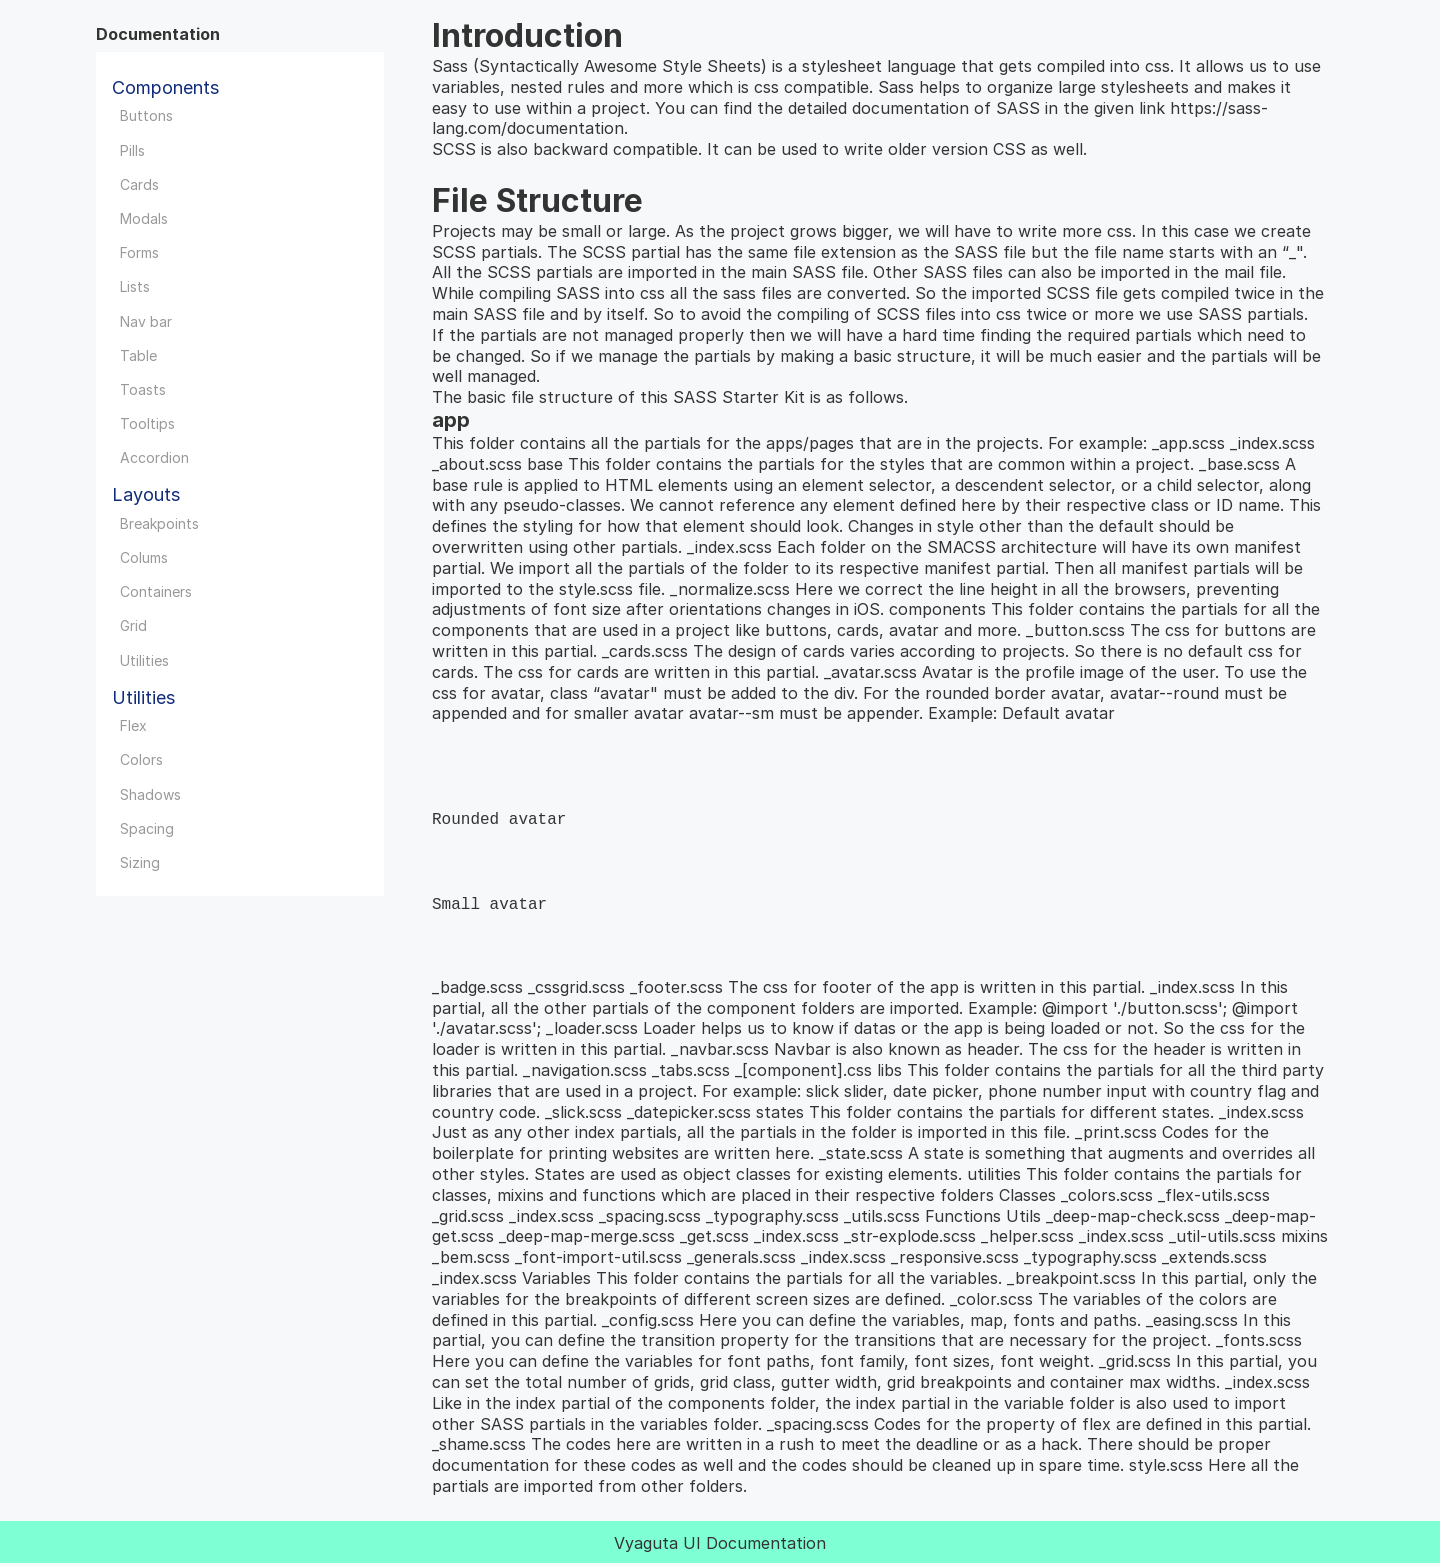 Documentation
Components
Buttons
Pills
Cards
Modals
Forms
Lists
Nav bar
Table
Toasts
Tooltips
Accordion
Layouts
Breakpoints
Colums
Containers
Grid
Utilities
Utilities
Flex
Colors
Shadows
Spacing
Sizing
Introduction
Sass (Syntactically Awesome Style Sheets) is a stylesheet language that gets compiled into css. It allows us to use
variables, nested rules and more which is css compatible. Sass helps to organize large stylesheets and makes it
easy to use within a project. You can find the detailed documentation of SASS in the given link https://sass-
lang.com/documentation.
SCSS is also backward compatible. It can be used to write older version CSS as well.
File Structure
Projects may be small or large. As the project grows bigger, we will have to write more css. In this case we create
SCSS partials. The SCSS partial has the same file extension as the SASS file but the file name starts with an “_".
All the SCSS partials are imported in the main SASS file. Other SASS files can also be imported in the mail file.
While compiling SASS into css all the sass files are converted. So the imported SCSS file gets compiled twice in the
main SASS file and by itself. So to avoid the compiling of SCSS files into css twice or more we use SASS partials.
If the partials are not managed properly then we will have a hard time finding the required partials which need to
be changed. So if we manage the partials by making a basic structure, it will be much easier and the partials will be
well managed.
The basic file structure of this SASS Starter Kit is as follows.
app
This folder contains all the partials for the apps/pages that are in the projects. For example: _app.scss _index.scss
_about.scss base This folder contains the partials for the styles that are common within a project. _base.scss A
base rule is applied to HTML elements using an element selector, a descendent selector, or a child selector, along
with any pseudo-classes. We cannot reference any element defined here by their respective class or ID name. This
defines the styling for how that element should look. Changes in style other than the default should be
overwritten using other partials. _index.scss Each folder on the SMACSS architecture will have its own manifest
partial. We import all the partials of the folder to its respective manifest partial. Then all manifest partials will be
imported to the style.scss file. _normalize.scss Here we correct the line height in all the browsers, preventing
adjustments of font size after orientations changes in iOS. components This folder contains the partials for all the
components that are used in a project like buttons, cards, avatar and more. _button.scss The css for buttons are
written in this partial. _cards.scss The design of cards varies according to projects. So there is no default css for
cards. The css for cards are written in this partial. _avatar.scss Avatar is the profile image of the user. To use the
css for avatar, class “avatar" must be added to the div. For the rounded border avatar, avatar--round must be
appended and for smaller avatar avatar--sm must be appender. Example: Default avatar
Rounded avatar
Small avatar
_badge.scss _cssgrid.scss _footer.scss The css for footer of the app is written in this partial. _index.scss In this
partial, all the other partials of the component folders are imported. Example: @import './button.scss'; @import
'./avatar.scss'; _loader.scss Loader helps us to know if datas or the app is being loaded or not. So the css for the
loader is written in this partial. _navbar.scss Navbar is also known as header. The css for the header is written in
this partial. _navigation.scss _tabs.scss _[component].css libs This folder contains the partials for all the third party
libraries that are used in a project. For example: slick slider, date picker, phone number input with country flag and
country code. _slick.scss _datepicker.scss states This folder contains the partials for different states. _index.scss
Just as any other index partials, all the partials in the folder is imported in this file. _print.scss Codes for the
boilerplate for printing websites are written here. _state.scss A state is something that augments and overrides all
other styles. States are used as object classes for existing elements. utilities This folder contains the partials for
classes, mixins and functions which are placed in their respective folders Classes _colors.scss _flex-utils.scss
_grid.scss _index.scss _spacing.scss _typography.scss _utils.scss Functions Utils _deep-map-check.scss _deep-map-
get.scss _deep-map-merge.scss _get.scss _index.scss _str-explode.scss _helper.scss _index.scss _util-utils.scss mixins
_bem.scss _font-import-util.scss _generals.scss _index.scss _responsive.scss _typography.scss _extends.scss
_index.scss Variables This folder contains the partials for all the variables. _breakpoint.scss In this partial, only the
variables for the breakpoints of different screen sizes are defined. _color.scss The variables of the colors are
defined in this partial. _config.scss Here you can define the variables, map, fonts and paths. _easing.scss In this
partial, you can define the transition property for the transitions that are necessary for the project. _fonts.scss
Here you can define the variables for font paths, font family, font sizes, font weight. _grid.scss In this partial, you
can set the total number of grids, grid class, gutter width, grid breakpoints and container max widths. _index.scss
Like in the index partial of the components folder, the index partial in the variable folder is also used to import
other SASS partials in the variables folder. _spacing.scss Codes for the property of flex are defined in this partial.
_shame.scss The codes here are written in a rush to meet the deadline or as a hack. There should be proper
documentation for these codes as well and the codes should be cleaned up in spare time. style.scss Here all the
partials are imported from other folders.
Vyaguta UI Documentation